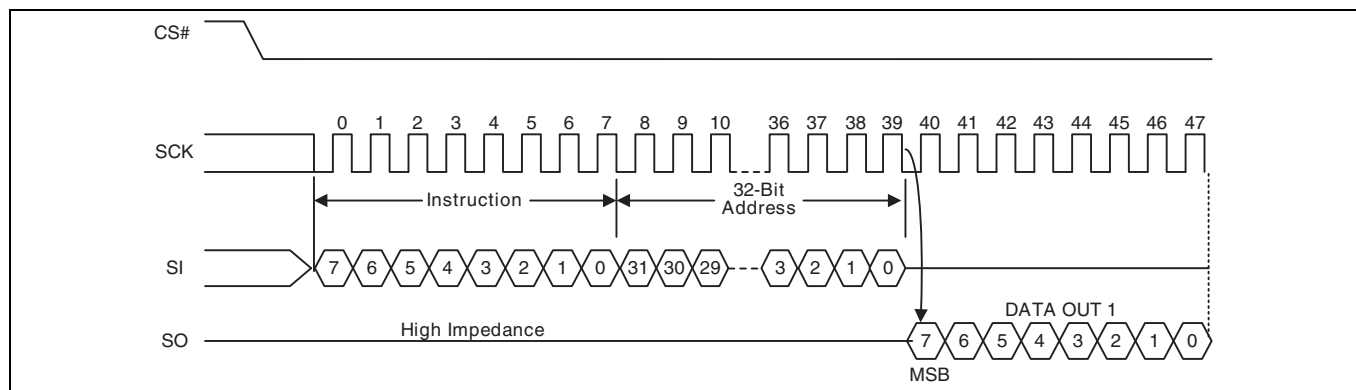 CS#
0 1 2 3 4 5 6 7 8 9 10 36 37 38 39 40 41 42 43 44 45 46 47
SCK
Instruction
32-Bit
Address
SI
7 6 5 4 3 2 1 0 31 30 29 3 2 1 0
DATA OUT 1
High Impedance
SO
7 6 5 4 3 2 1 0
MSB